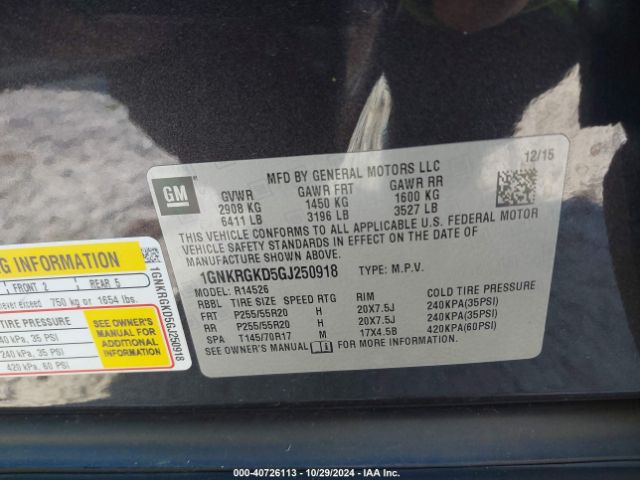 GM
MFD BY GENERAL MOTORS LLC
12/15
GVWR GAWR FRT GAWR RR
2908 KG 1450 KG 1600 KG
6411 LB 3196 LB 3527 LB
THIS VEHICLE CONFORMS TO ALL APPLICABLE U.S. FEDERAL MOTOR
VEHICLE SAFETY STANDARDS IN EFFECT ON THE DATE OF
MANUFACTURE SHOWN ABOVE.
1GNKRGKD5GJ250918 TYPE: M.P.V.
MODEL: R14526
RBBL TIRE SIZE SPEED RTG RIM COLD TIRE PRESSURE
FRT P255/55R20 H 20X7.5J 240KPA(35PSI)
RR P255/55R20 H 20X7.5J 240KPA(35PSI)
SP T145/70R17 M 17X4.5B 420KPA(60PSI)
SEE OWNER'S MANUAL FOR MORE INFORMATION.
INFORMATION
FRONT 2 REAR 5
never exceed 750 kg or 1654 lbs.
TIRE PRESSURE
kPA, 35 PSI
240 kPA, 35 PSI
420 kPA, 60 PSI
SEE OWNER'S
MANUAL FOR
ADDITIONAL
INFORMATION
1GNKRGKD5GJ250918
000-40726113 - 10/29/2024 - IAA Inc.